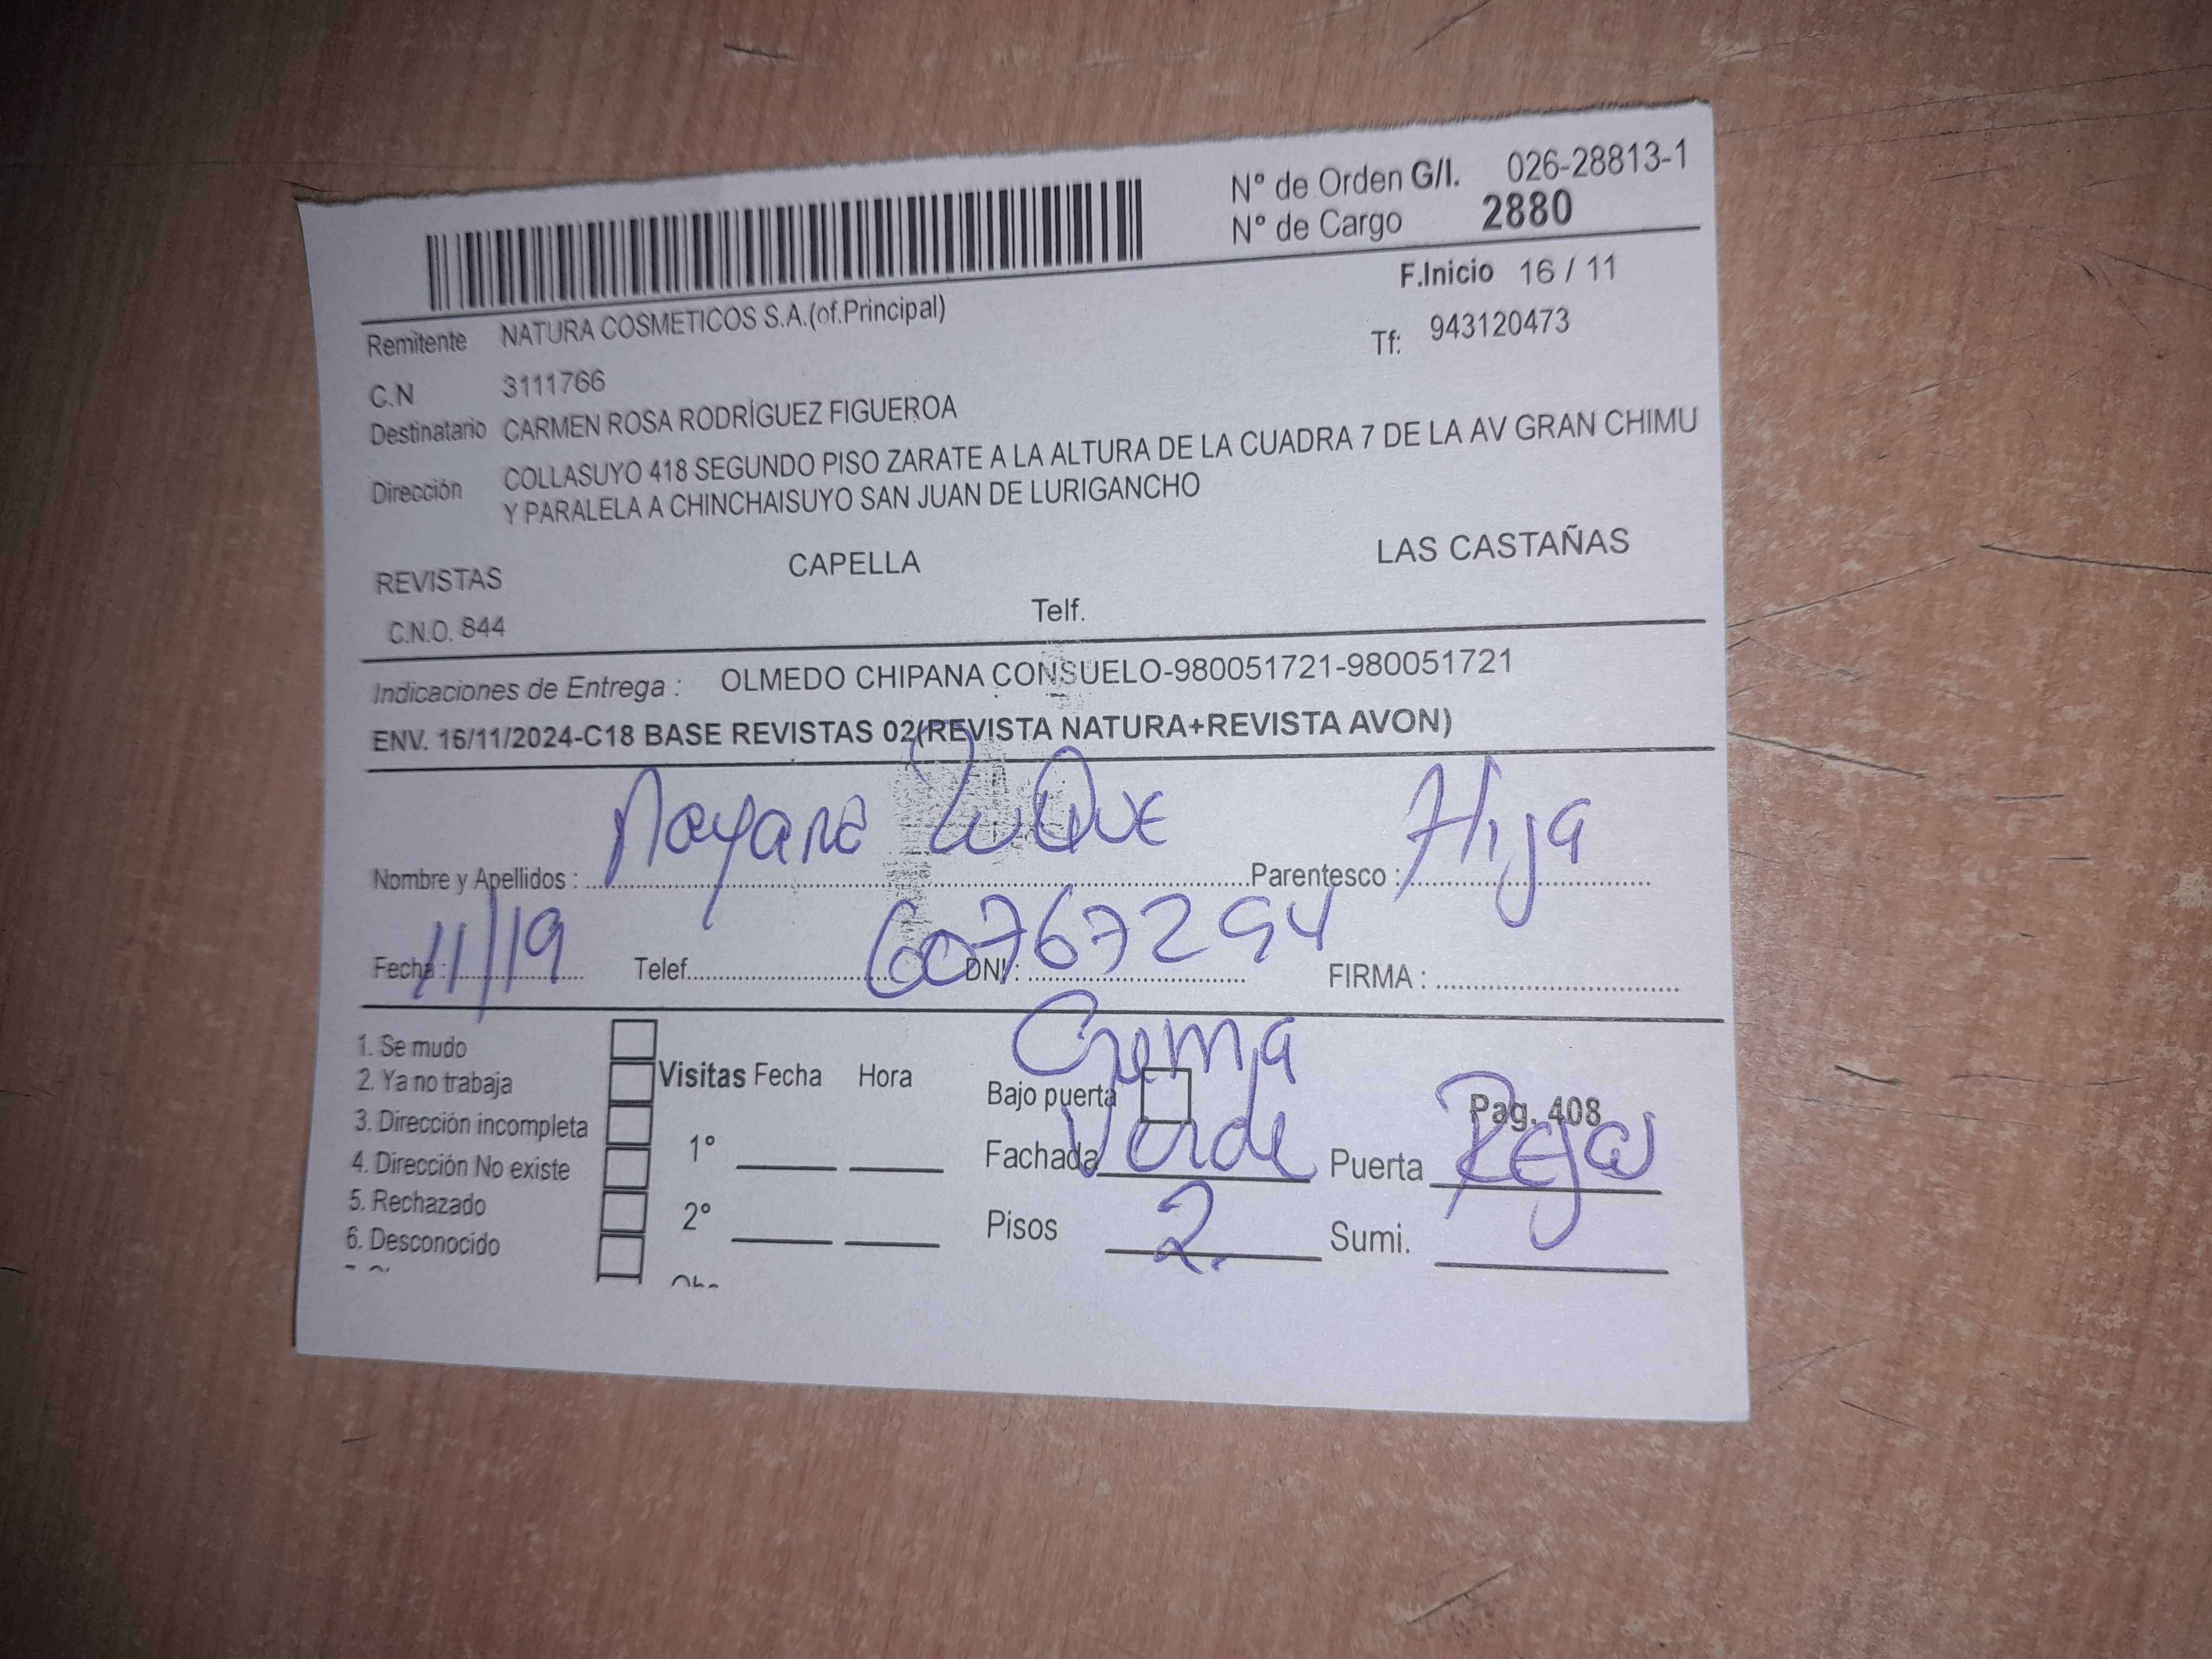 N° de Orden G/I. 026-28813-1
N° de Cargo 2880
F.Inicio 16 / 11
Remitente NATURA COSMETICOS S.A.(of.Principal)
Tf: 943120473
C.N 3111766
Destinatario CARMEN ROSA RODRÍGUEZ FIGUEROA
Dirección COLLASUYO 418 SEGUNDO PISO ZARATE A LA ALTURA DE LA CUADRA 7 DE LA AV GRAN CHIMU
Y PARALELA A CHINCHAISUYO SAN JUAN DE LURIGANCHO
REVISTAS CAPELLA LAS CASTAÑAS
C.N.O. 844 Telf.
Indicaciones de Entrega : OLMEDO CHIPANA CONSUELO-980051721-980051721
ENV. 16/11/2024-C18 BASE REVISTAS 02(REVISTA NATURA+REVISTA AVON)
Nombre y Apellidos : LuQue Parentesco : Hija
Fecha : 11/19 Telef. DNI : FIRMA :
1. Se mudo
2. Ya no trabaja
3. Dirección incompleta
4. Dirección No existe
5. Rechazado
6. Desconocido
Visitas Fecha Hora
1°
2°
Crema
Bajo puerta Pag. 408
Fachada Verde Puerta Rejas
Pisos 2. Sumi.